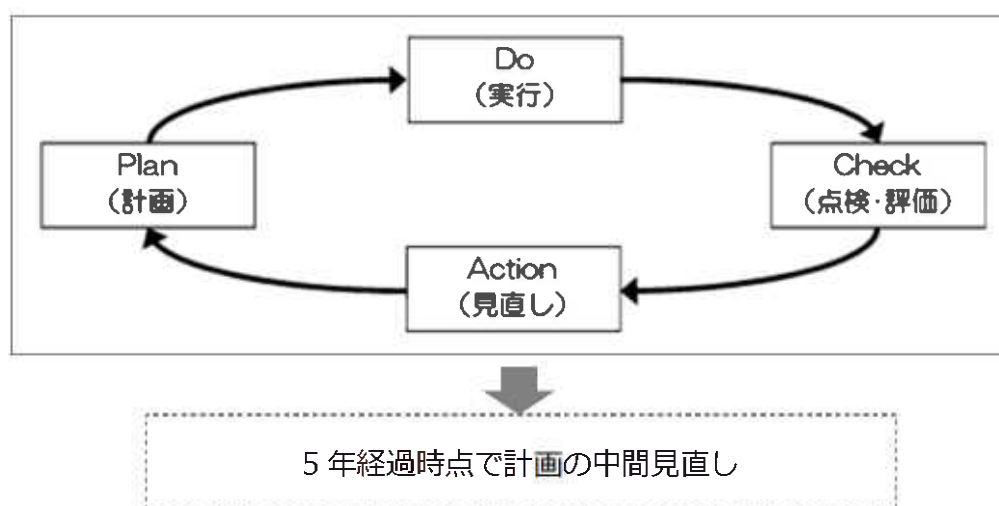 Do
（実行）
Plan
（計画）
Check
（点検･評価）
Action
（見直し）
5 年経過時点で計画の中間見直し